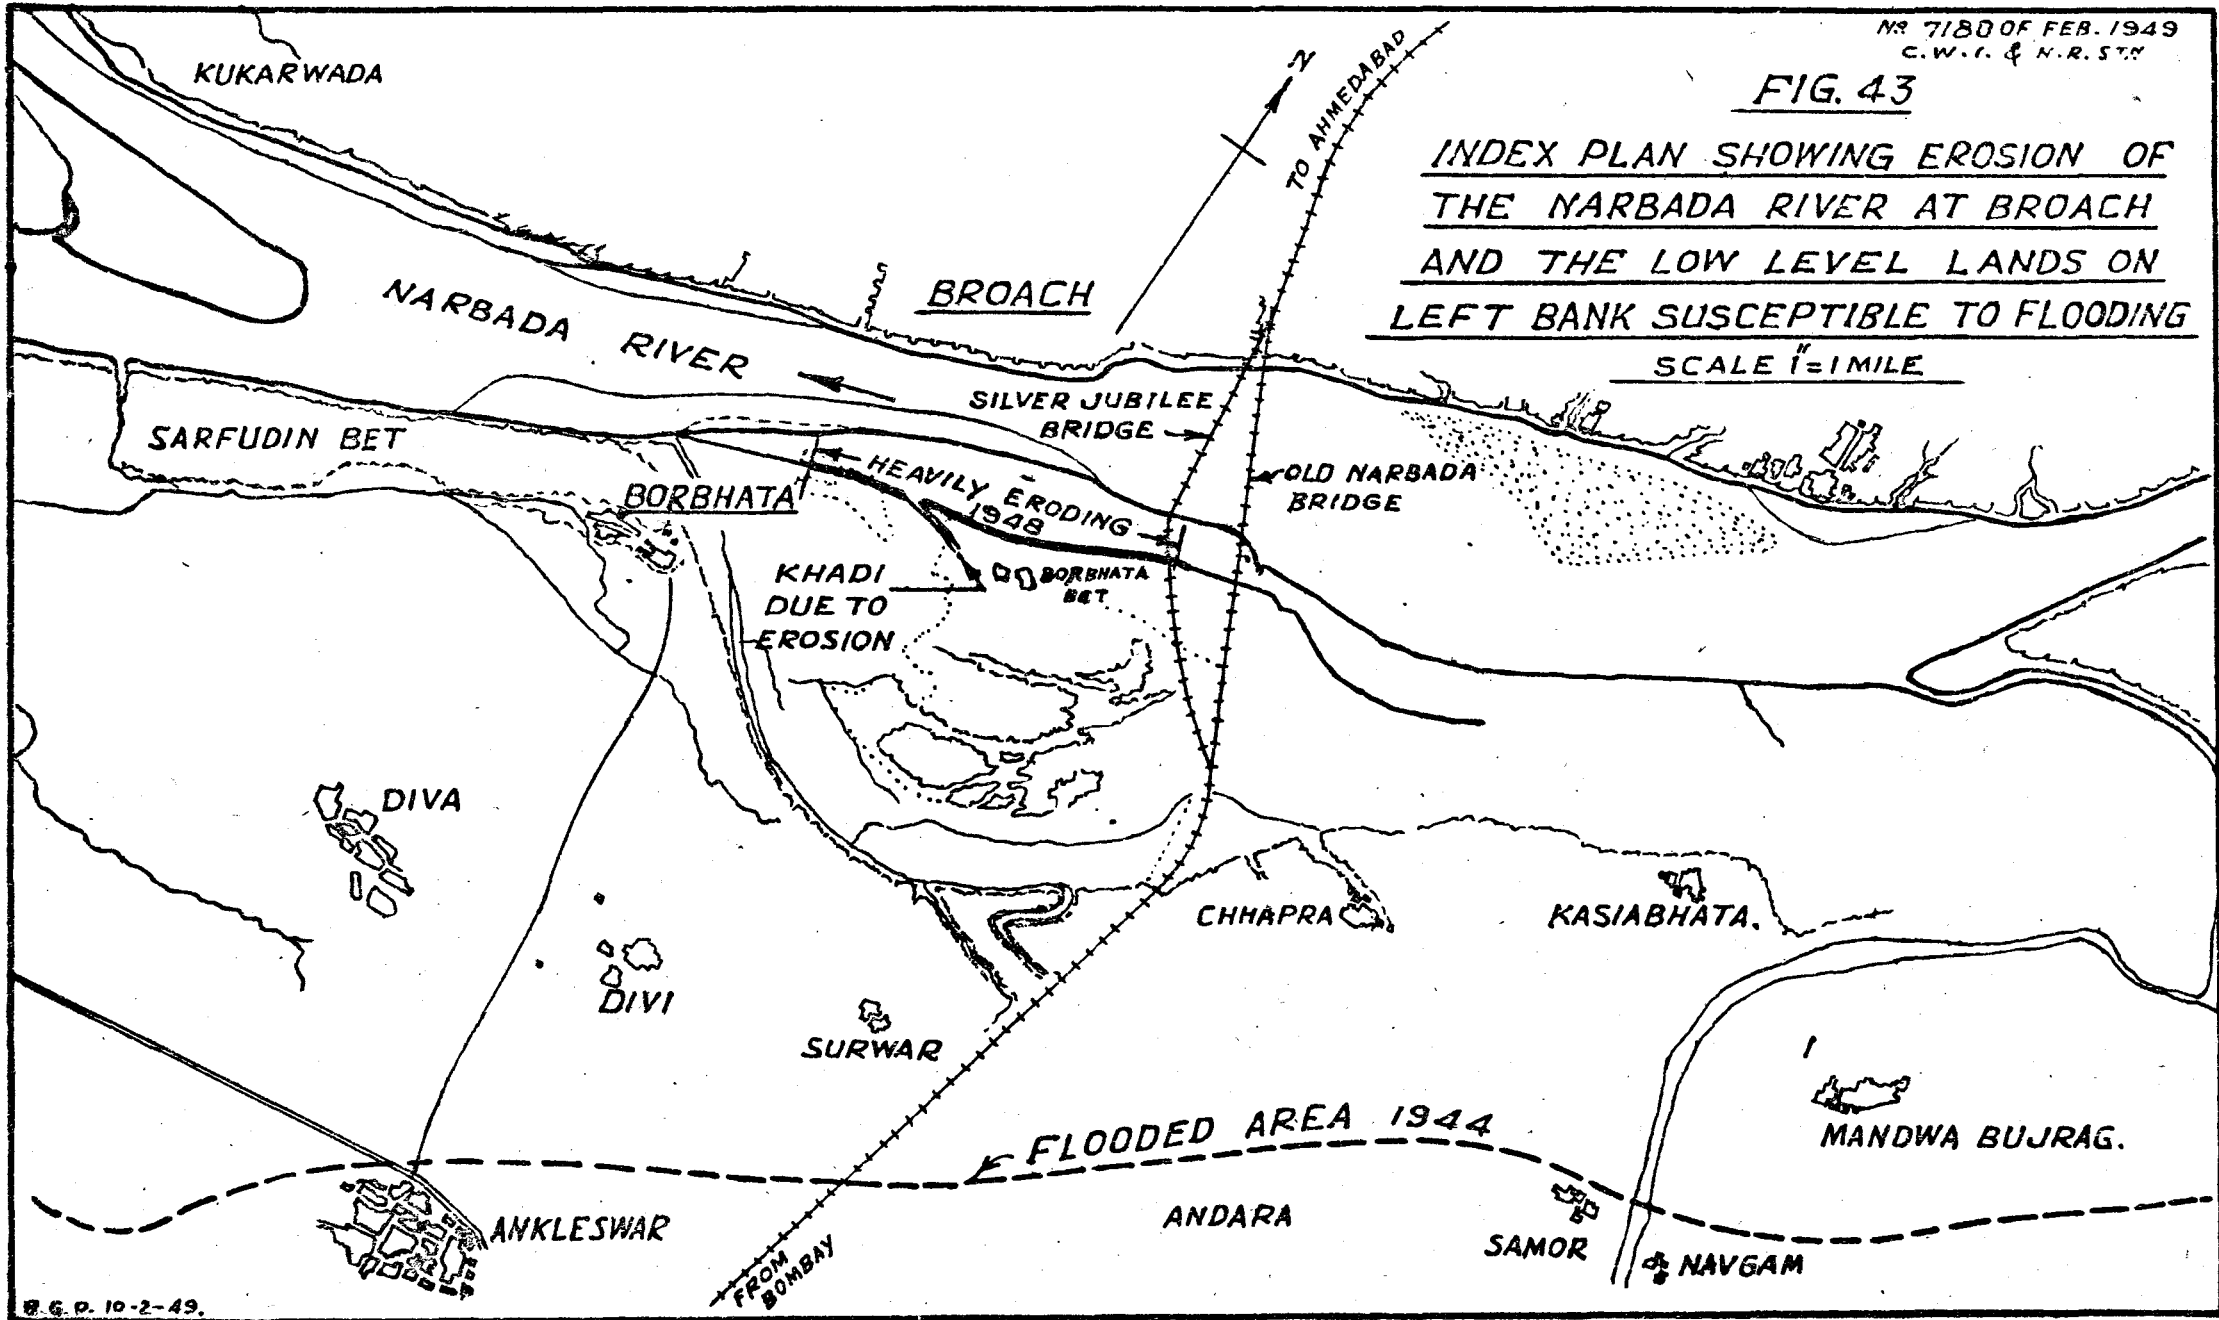 No 7180 OF FEB. 1949
C.W.I. & H.R. STN
FIG. 43
INDEX PLAN SHOWING EROSION OF
THE NARBADA RIVER AT BROACH
AND THE LOW LEVEL LANDS ON
LEFT BANK SUSCEPTIBLE TO FLOODING
SCALE 1"=1 MILE
KUKARWADA
N
TO AHMEDABAD
BROACH
NARBADA RIVER
SILVER JUBILEE
BRIDGE
OLD NARBADA
BRIDGE
SARFUDIN BET
BORBHATA
HEAVILY ERODING
1948
KHADI
DUE TO
EROSION
BORBHATA
BET
DIVA
DIVI
SURWAR
CHHAPRA
KASIABHATA.
MANDWA BUJRAG.
FLOODED AREA 1944
ANKLESWAR
ANDARA
SAMOR
NAVGAM
FROM
BOMBAY
B.G.D. 10-2-49.